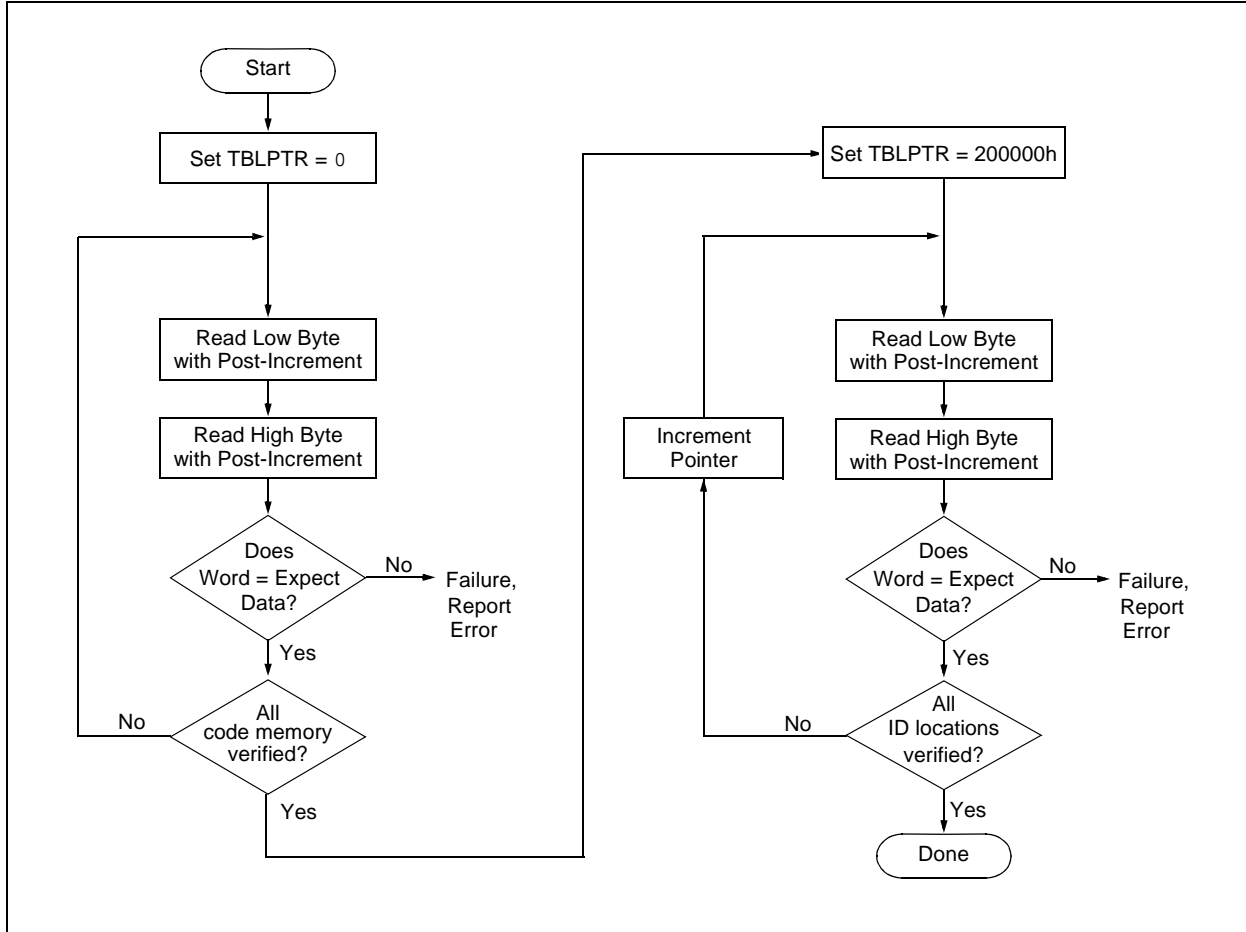 Start
Set TBLPTR = 0
Read Low Byte
with Post-Increment
Read High Byte
with Post-Increment
Does
Word = Expect
Data?
No
Failure,
Report
Error
Yes
All
code memory
verified?
No
Yes
Set TBLPTR = 200000h
Read Low Byte
with Post-Increment
Increment
Pointer
Read High Byte
with Post-Increment
Does
Word = Expect
Data?
No
Failure,
Report
Error
Yes
All
ID locations
verified?
No
Yes
Done